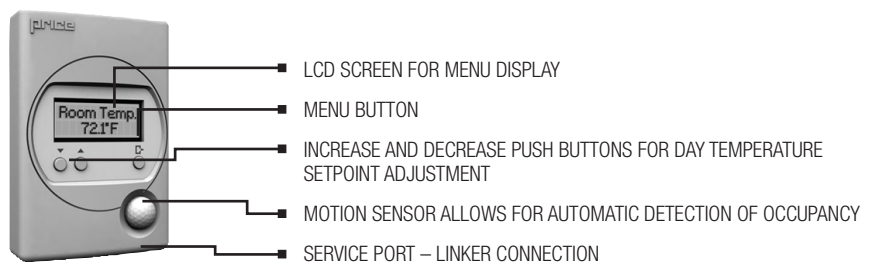 price
Room Temp.
72.1°F
LCD SCREEN FOR MENU DISPLAY
MENU BUTTON
INCREASE AND DECREASE PUSH BUTTONS FOR DAY TEMPERATURE
SETPOINT ADJUSTMENT
MOTION SENSOR ALLOWS FOR AUTOMATIC DETECTION OF OCCUPANCY
SERVICE PORT – LINKER CONNECTION